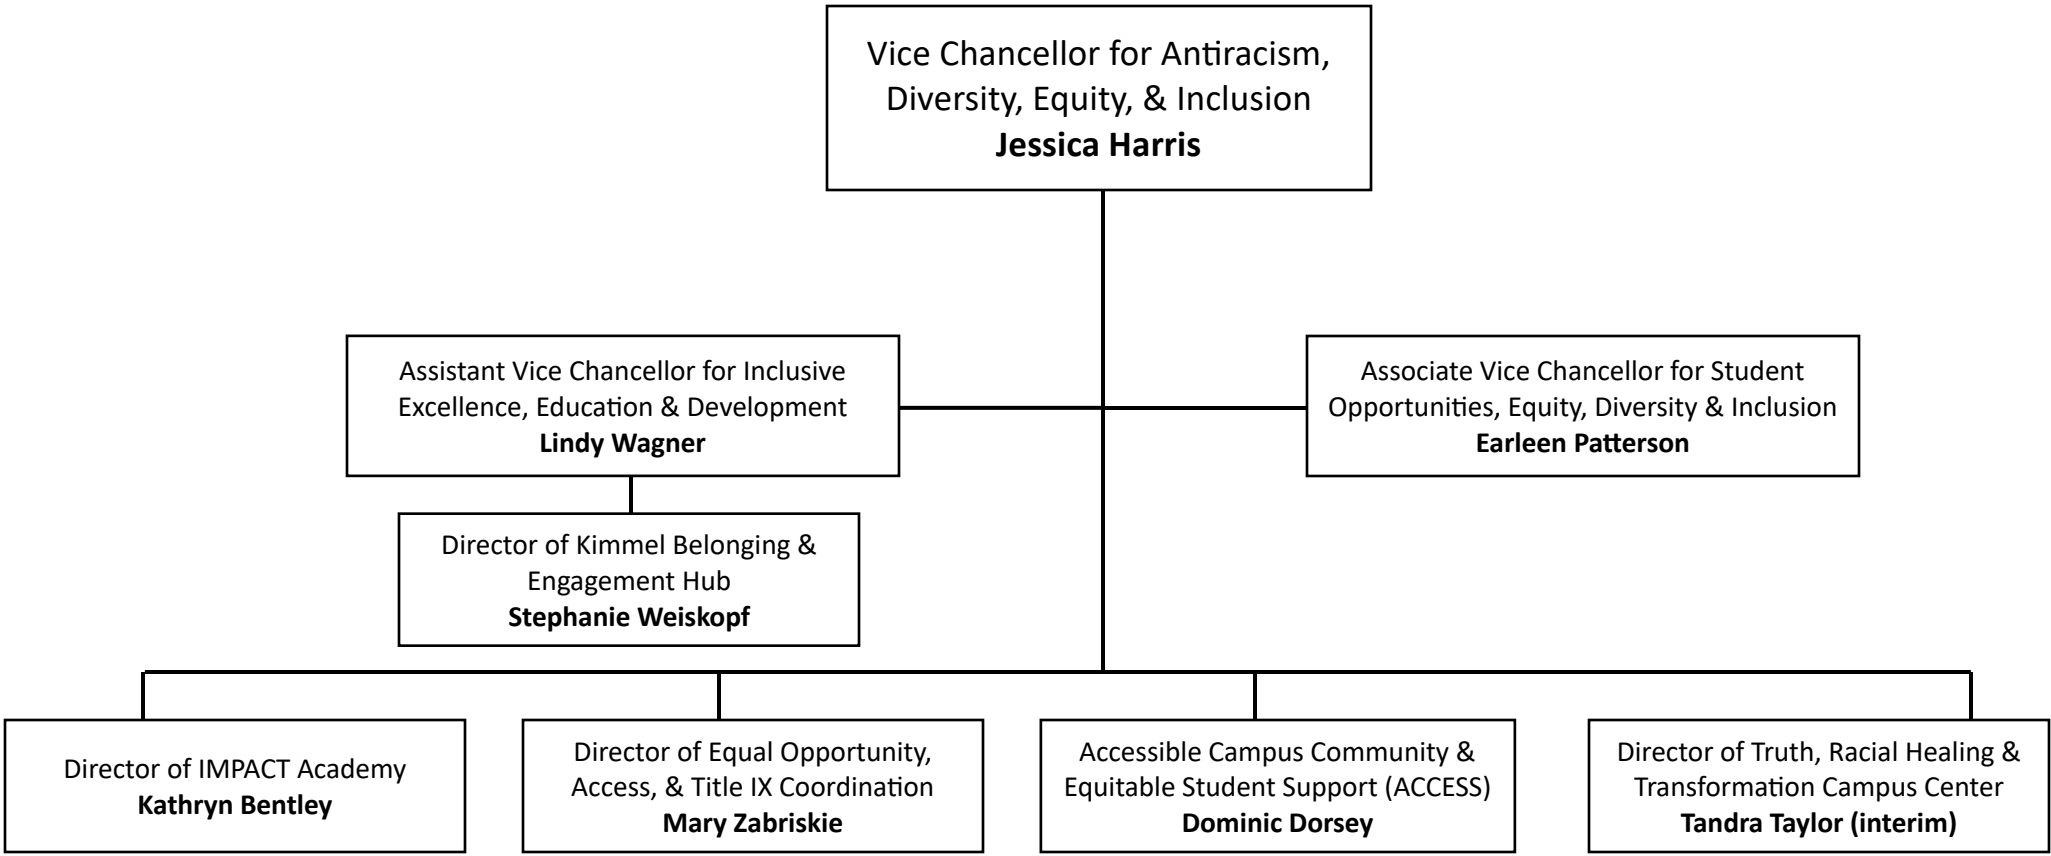 Vice Chancellor for Antiracism,
Diversity, Equity, & Inclusion
Jessica Harris
Assistant Vice Chancellor for Inclusive
Excellence, Education & Development
Lindy Wagner
Associate Vice Chancellor for Student
Opportunities, Equity, Diversity & Inclusion
Earleen Patterson
Director of Kimmel Belonging &
Engagement Hub
Stephanie Weiskopf
Director of IMPACT Academy
Kathryn Bentley
Director of Equal Opportunity,
Access, & Title IX Coordination
Mary Zabriskie
Accessible Campus Community &
Equitable Student Support (ACCESS)
Dominic Dorsey
Director of Truth, Racial Healing &
Transformation Campus Center
Tandra Taylor (interim)